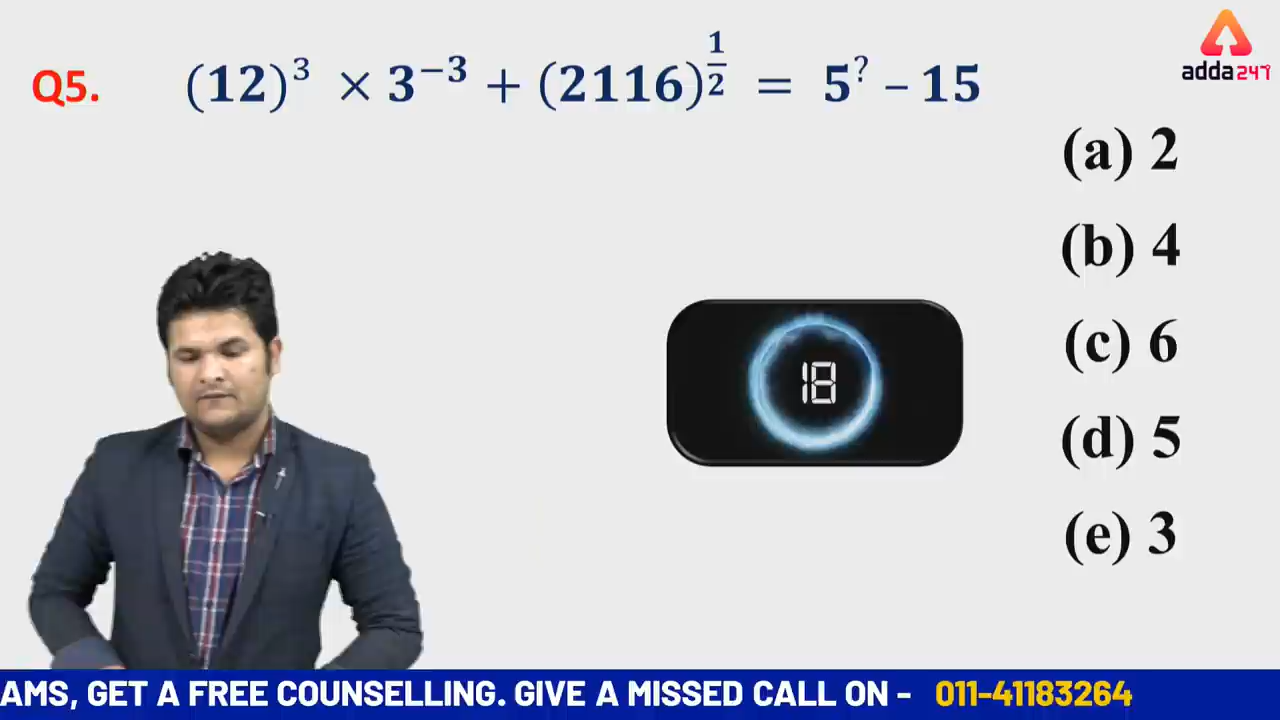 adda247
Q5. (12)³ × 3⁻³ + (2116)^(1/2) = 5^? – 15
(a) 2
(b) 4
(c) 6
(d) 5
(e) 3
18
AMS, GET A FREE COUNSELLING. GIVE A MISSED CALL ON - 011-41183264